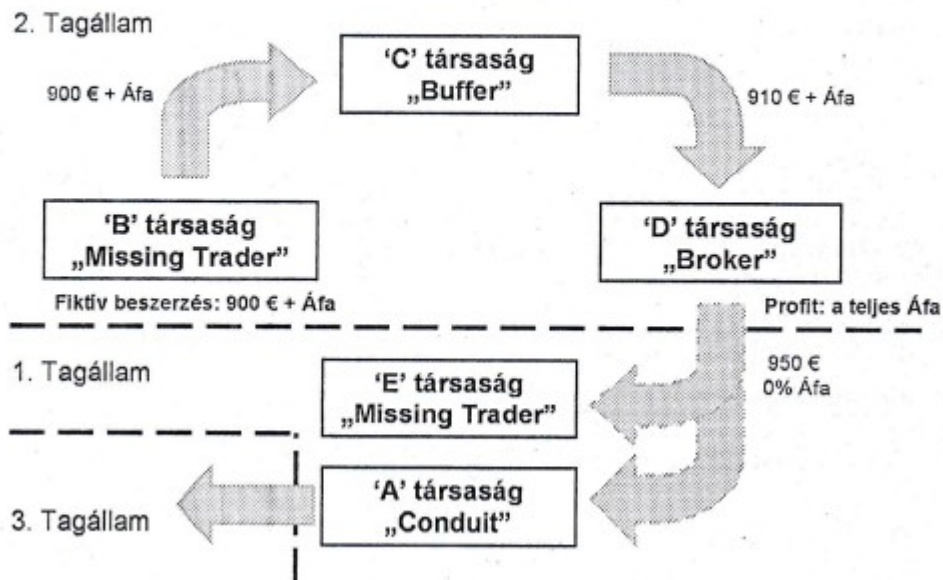 2. Tagállam
‘C’ társaság
„Buffer”
900 € + Áfa
910 € + Áfa
‘B’ társaság
„Missing Trader”
‘D’ társaság
„Broker”
Fiktív beszerzés: 900 € + Áfa
Profit: a teljes Áfa
1. Tagállam
‘E’ társaság
„Missing Trader”
950 €
0% Áfa
3. Tagállam
‘A’ társaság
„Conduit”